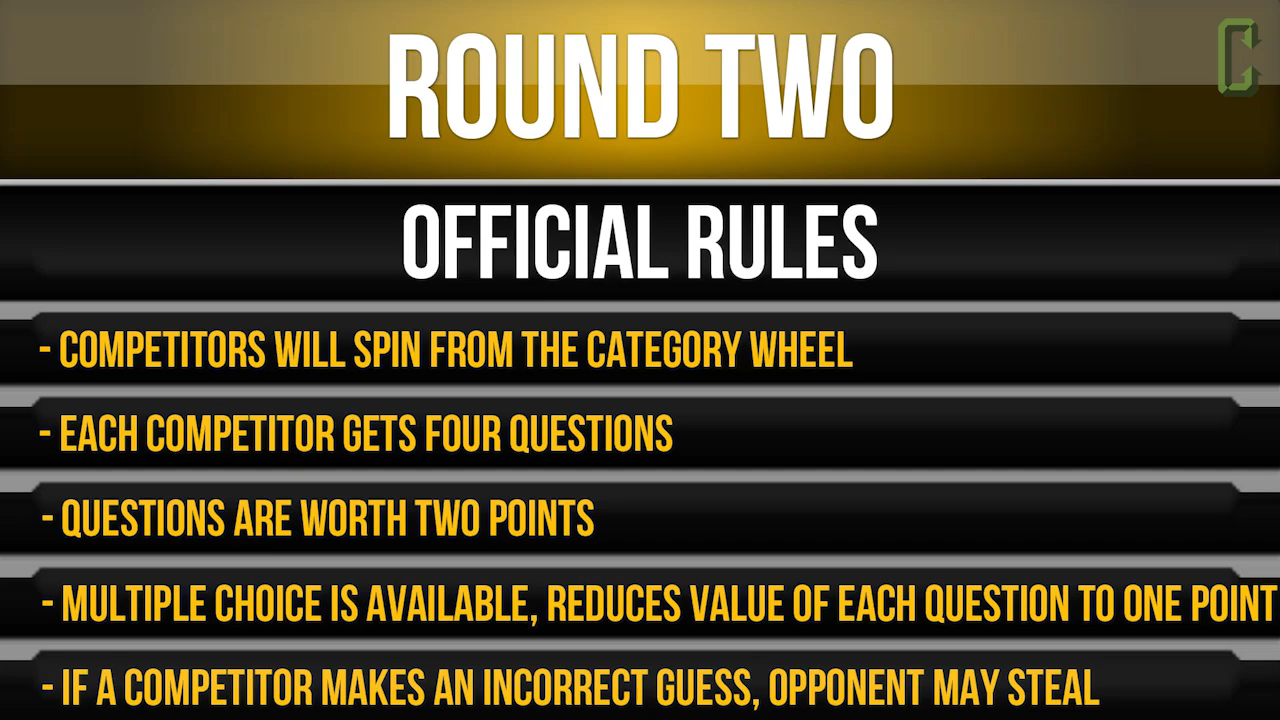 ROUND TWO
OFFICIAL RULES
- COMPETITORS WILL SPIN FROM THE CATEGORY WHEEL
- EACH COMPETITOR GETS FOUR QUESTIONS
- QUESTIONS ARE WORTH TWO POINTS
- MULTIPLE CHOICE IS AVAILABLE, REDUCES VALUE OF EACH QUESTION TO ONE POINT
- IF A COMPETITOR MAKES AN INCORRECT GUESS, OPPONENT MAY STEAL